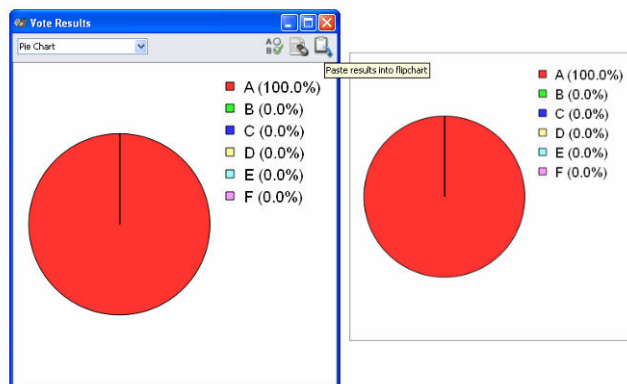 Vote Results
Pie Chart
A
B
Paste results into flipchart
A (100.0%)
B (0.0%)
C (0.0%)
D (0.0%)
E (0.0%)
F (0.0%)
A (100.0%)
B (0.0%)
C (0.0%)
D (0.0%)
E (0.0%)
F (0.0%)